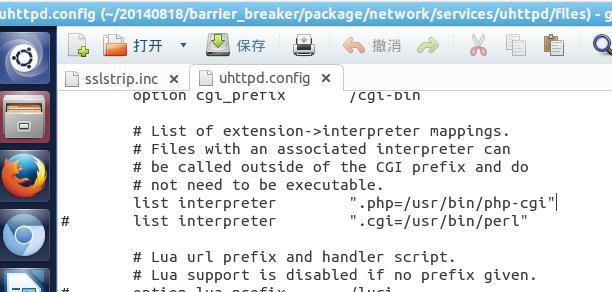 uhttpd.config (~/20140818/barrier_breaker/package/network/services/uhttpd/files) - g
打开 保存 撤消
sslstrip.inc × uhttpd.config ×
option cgi_prefix /cgi-bin
# List of extension->interpreter mappings.
# Files with an associated interpreter can
# be called outside of the CGI prefix and do
# not need to be executable.
list interpreter ".php=/usr/bin/php-cgi"
# list interpreter ".cgi=/usr/bin/perl"
# Lua url prefix and handler script.
# Lua support is disabled if no prefix given.
# option lua_prefix /luci